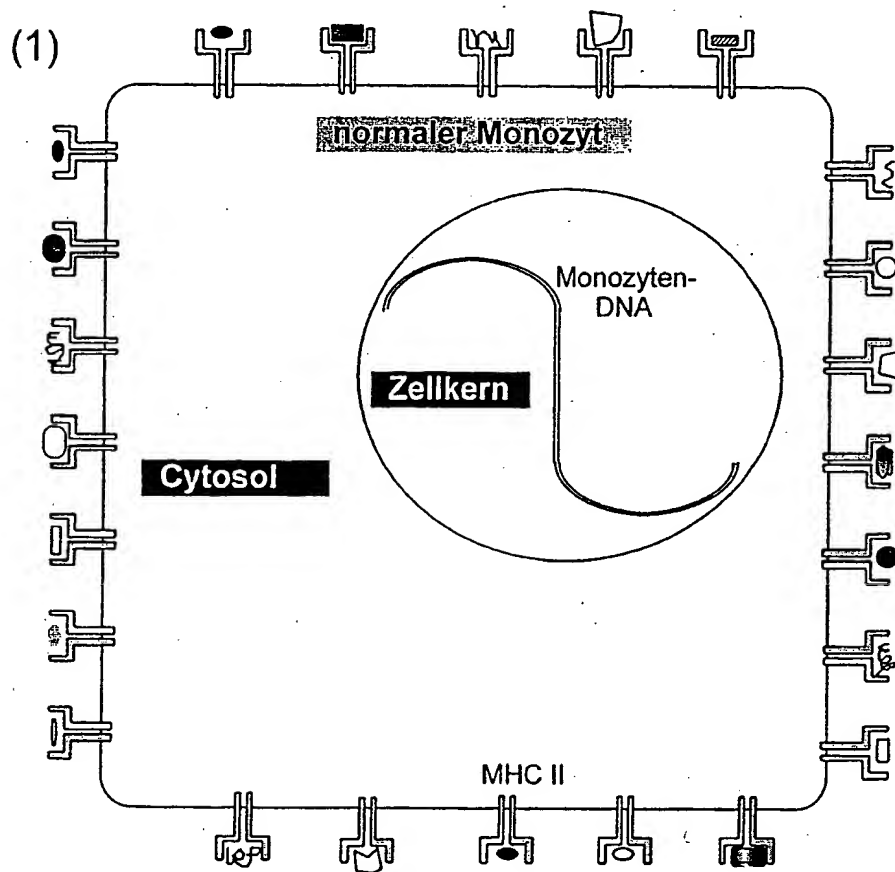 (1)
normaler Monozyt
Monozyten-
DNA
Zellkern
Cytosol
MHC II